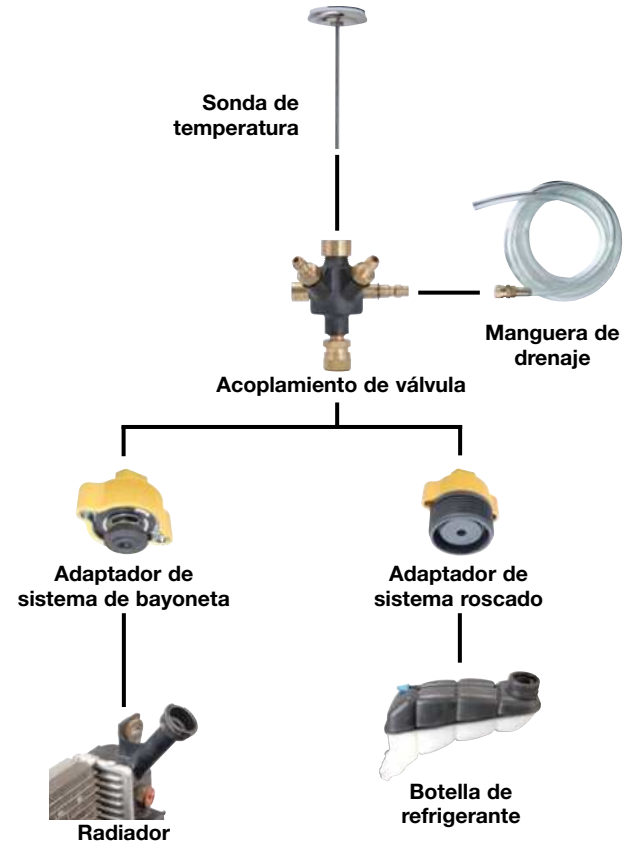 Sonda de
temperatura
Manguera de
drenaje
Acoplamiento de válvula
Adaptador de
sistema de bayoneta
Adaptador de
sistema roscado
Radiador
Botella de
refrigerante